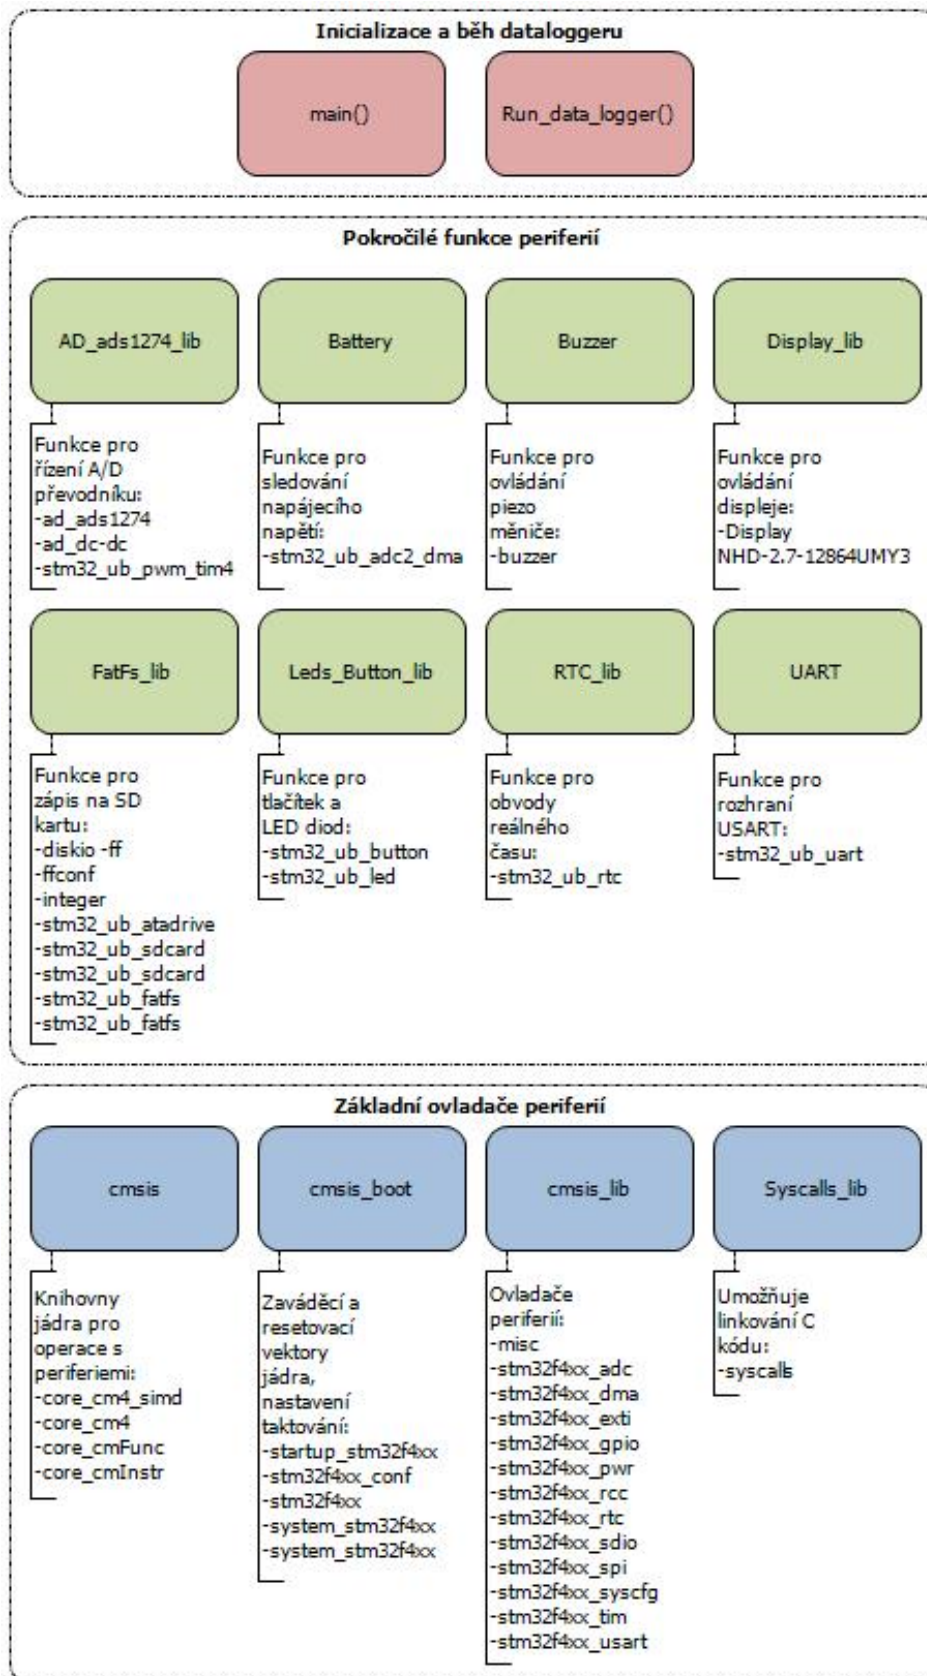 Inicializace a běh dataloggeru
main()
Run_data_logger()
Pokročilé funkce periferií
AD_ads1274_lib
Funkce pro
řízení A/D
převodníku:
-ad_ads1274
-ad_dc-dc
-stm32_ub_pwm_tim4
Battery
Funkce pro
sledování
napájecího
napětí:
-stm32_ub_adc2_dma
Buzzer
Funkce pro
ovládání
piezo
měniče:
-buzzer
Display_lib
Funkce pro
ovládání
displeje:
-Display
NHD-2.7-12864UMY3
FatFs_lib
Funkce pro
zápis na SD
kartu:
-diskio -ff
-ffconf
-integer
-stm32_ub_atadrive
-stm32_ub_sdcard
-stm32_ub_sdcard
-stm32_ub_fatfs
-stm32_ub_fatfs
Leds_Button_lib
Funkce pro
tlačítek a
LED diod:
-stm32_ub_button
-stm32_ub_led
RTC_lib
Funkce pro
obvody
reálného
času:
-stm32_ub_rtc
UART
Funkce pro
rozhraní
USART:
-stm32_ub_uart
Základní ovladače periferií
cmsis
Knihovny
jádra pro
operace s
periferiemi:
-core_cm4_simd
-core_cm4
-core_cmFunc
-core_cmInstr
cmsis_boot
Zaváděcí a
resetovací
vektory
jádra,
nastavení
taktování:
-startup_stm32f4xx
-stm32f4xx_conf
-stm32f4xx
-system_stm32f4xx
-system_stm32f4xx
cmsis_lib
Ovladače
periferií:
-misc
-stm32f4xx_adc
-stm32f4xx_dma
-stm32f4xx_exti
-stm32f4xx_gpio
-stm32f4xx_pwr
-stm32f4xx_rcc
-stm32f4xx_rtc
-stm32f4xx_sdio
-stm32f4xx_spi
-stm32f4xx_syscfg
-stm32f4xx_tim
-stm32f4xx_usart
Syscalls_lib
Umožňuje
linkování C
kódu:
-syscalls